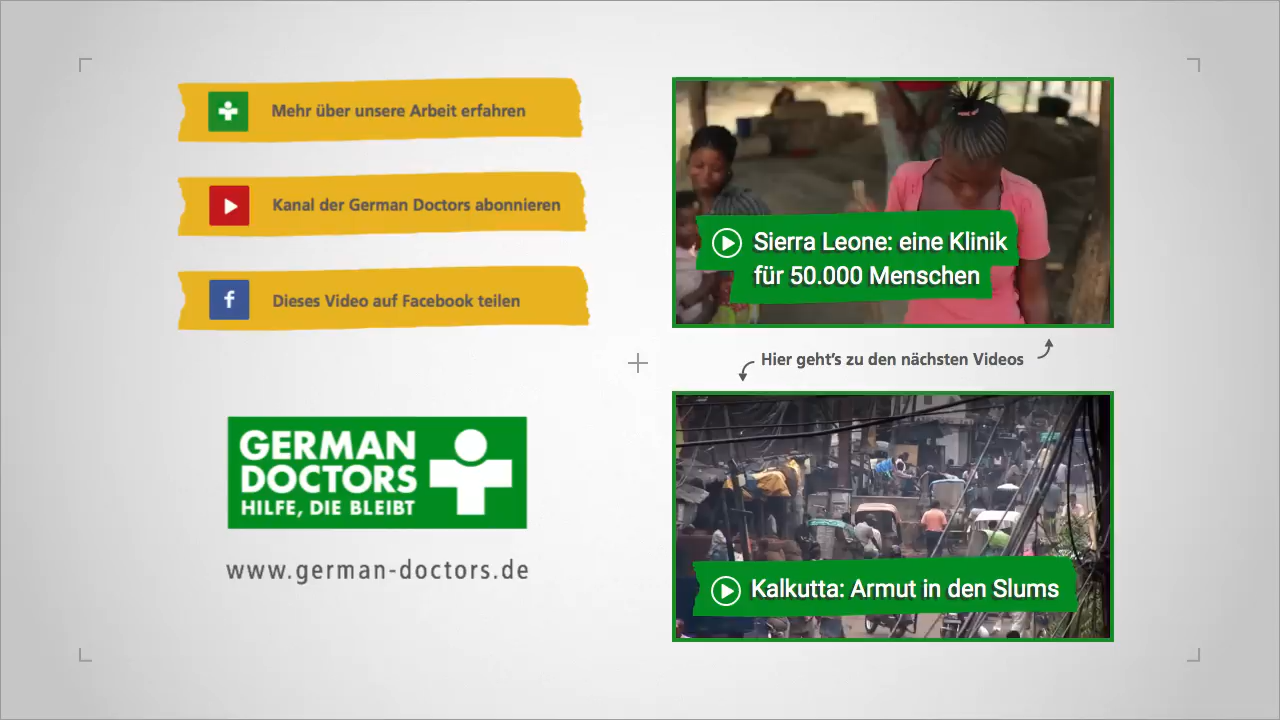 Mehr über unsere Arbeit erfahren
Kanal der German Doctors abonnieren
f
Dieses Video auf Facebook teilen
GERMAN
DOCTORS
HILFE, DIE BLEIBT
www.german-doctors.de
Sierra Leone: eine Klinik
für 50.000 Menschen
Hier geht's zu den nächsten Videos
Kalkutta: Armut in den Slums